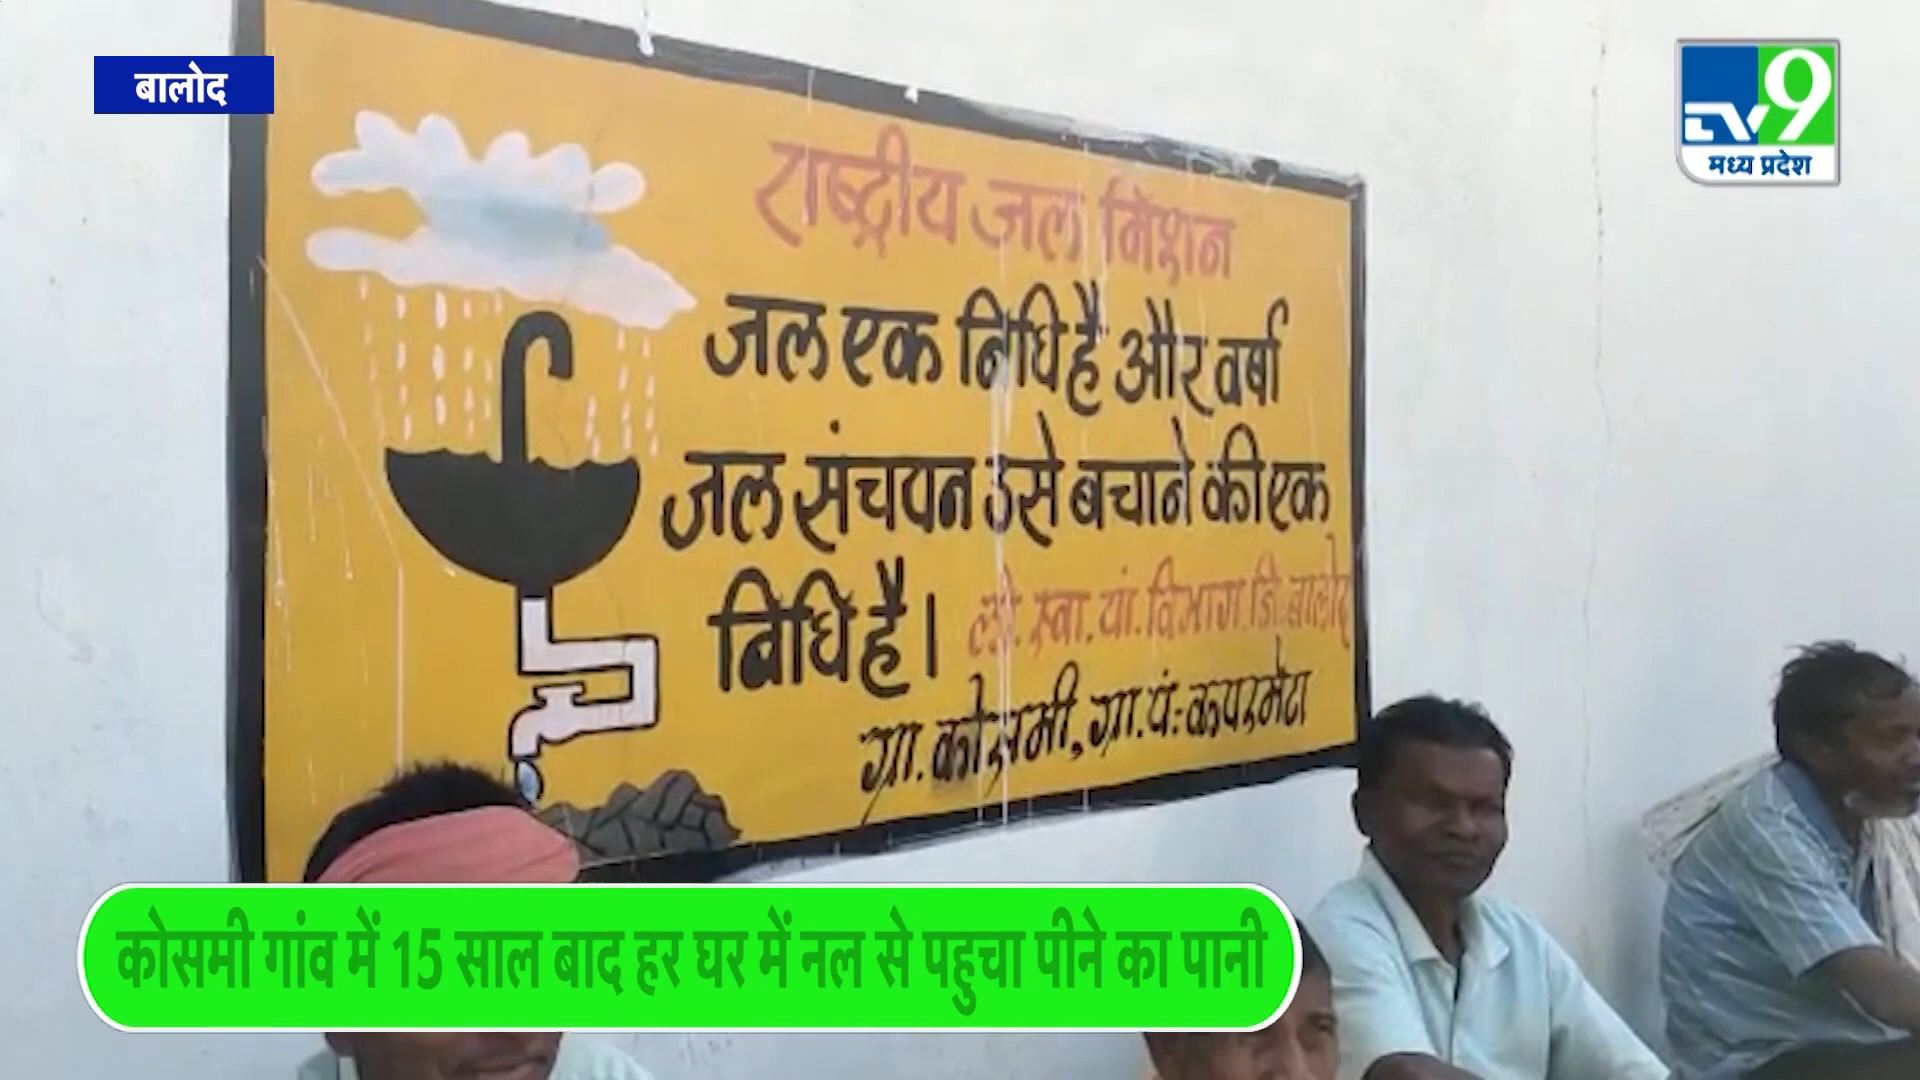 बालोद
TV9
मध्य प्रदेश
राष्ट्रीय जल मिशन
जल एक निधि है और वर्षा
जल संचयन उसे बचाने की एक
विधि है।
लो. स्वा. यां. विभाग जि. बालोद
ग्रा. कोसमी, ग्रा. पं. कपरमेटा
कोसमी गांव में 15 साल बाद हर घर में नल से पहुचा पीने का पानी